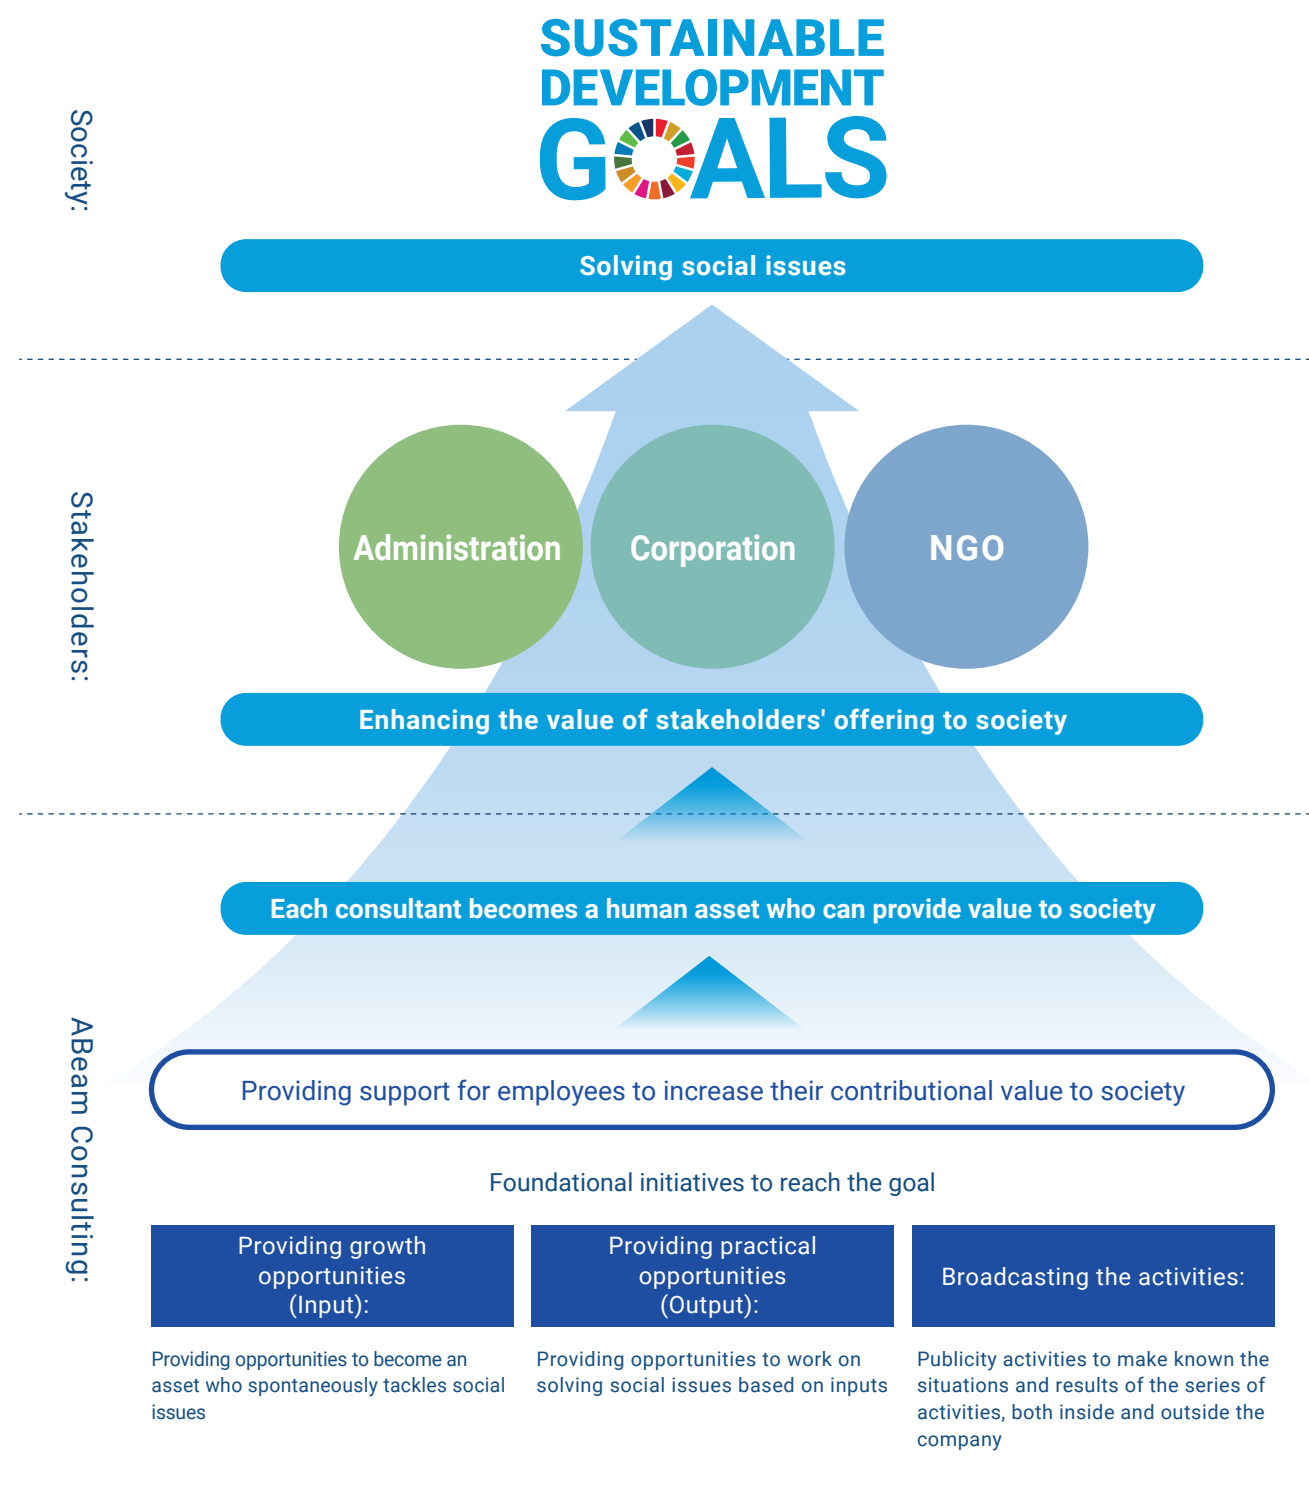 SUSTAINABLE
DEVELOPMENT
GOALS
Society:
Solving social issues
Stakeholders:
Administration
Corporation
NGO
Enhancing the value of stakeholders' offering to society
Each consultant becomes a human asset who can provide value to society
ABeam Consulting:
Providing support for employees to increase their contributional value to society
Foundational initiatives to reach the goal
Providing growth
opportunities
(Input):
Providing opportunities to become an
asset who spontaneously tackles social
issues
Providing practical
opportunities
(Output):
Providing opportunities to work on
solving social issues based on inputs
Broadcasting the activities:
Publicity activities to make known the
situations and results of the series of
activities, both inside and outside the
company